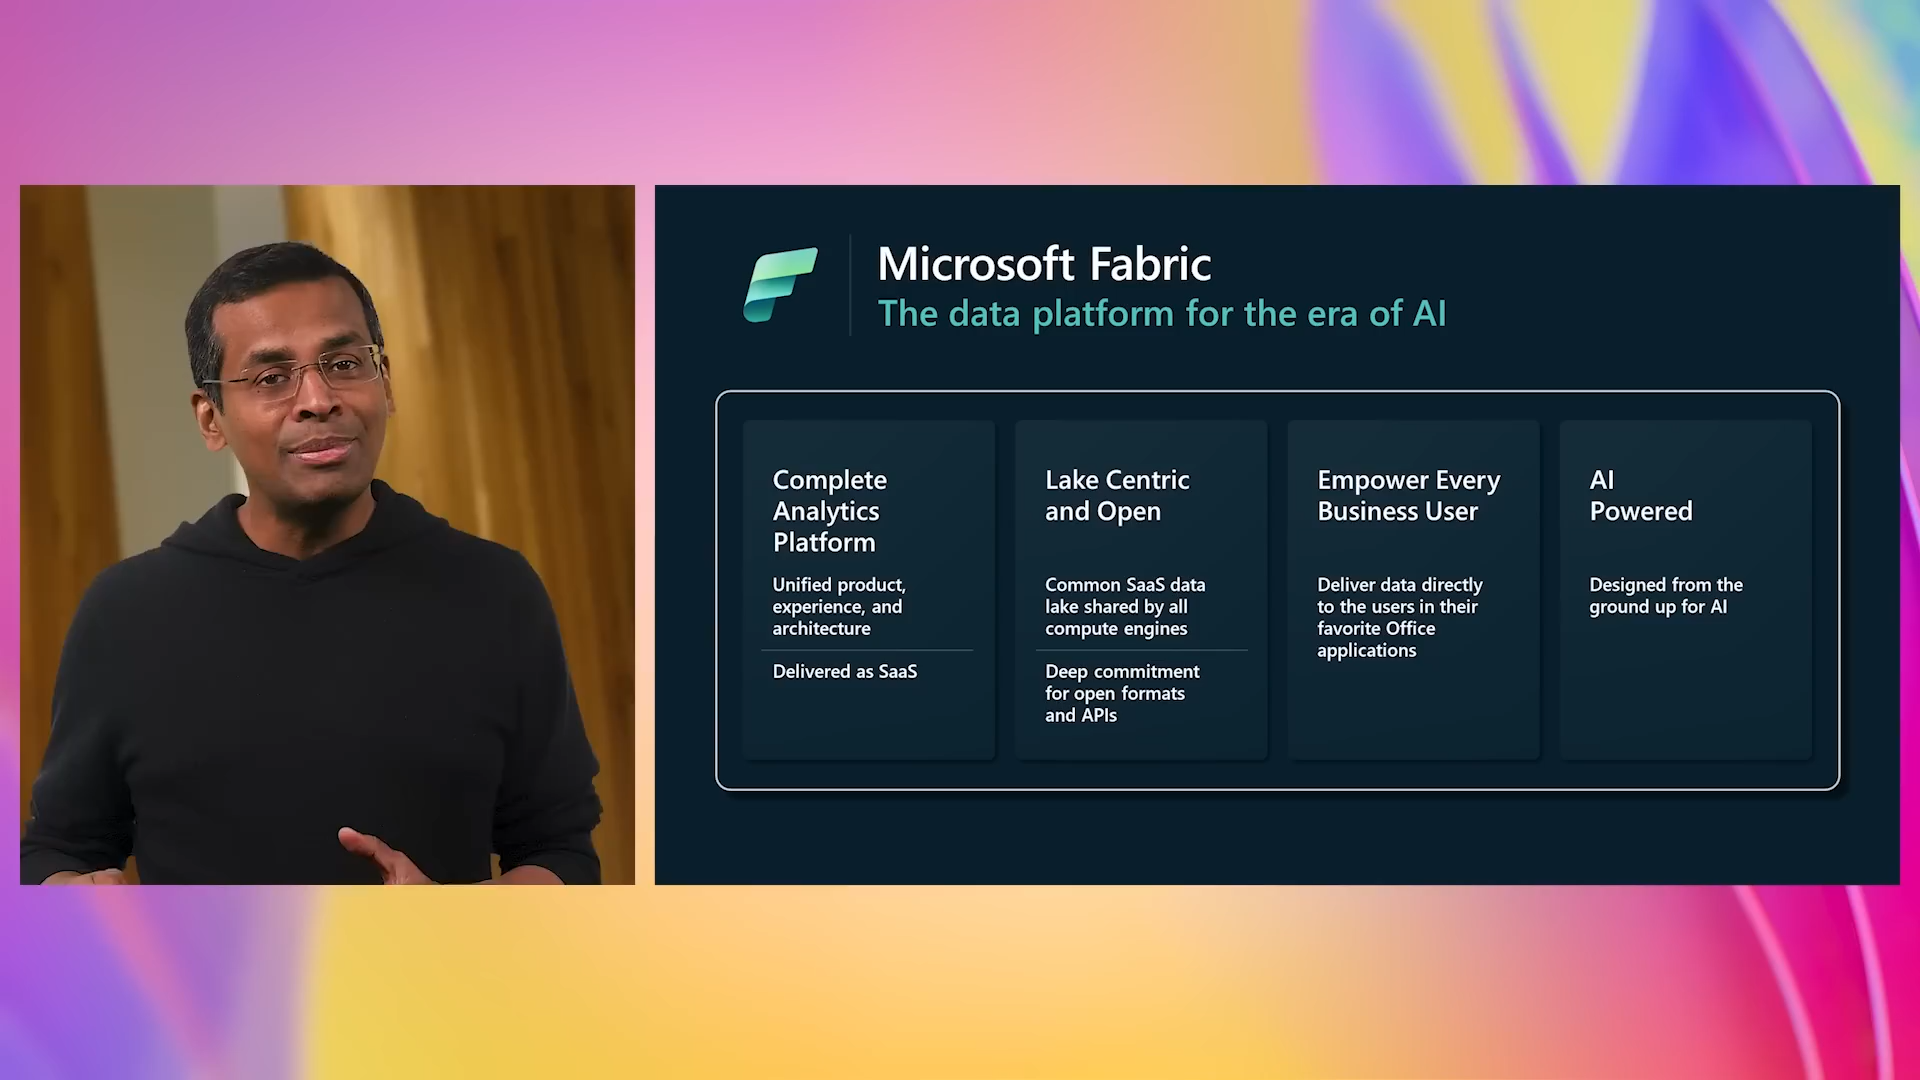 Microsoft Fabric
The data platform for the era of AI
Complete
Analytics
Platform
Unified product,
experience, and
architecture
Delivered as SaaS
Lake Centric
and Open
Common SaaS data
lake shared by all
compute engines
Deep commitment
for open formats
and APIs
Empower Every
Business User
Deliver data directly
to the users in their
favorite Office
applications
AI
Powered
Designed from the
ground up for AI